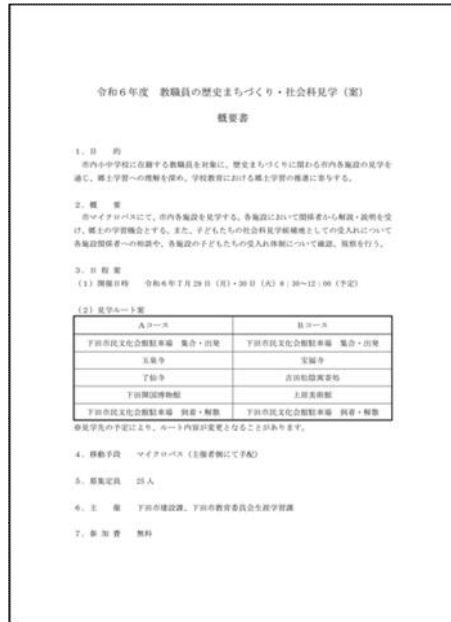 令和6年度　教職員の歴史まちづくり・社会科見学（案）
概要書
1．目　　的
市内小中学校に在籍する教職員を対象に、歴史まちづくりに関わる市内各施設の見学を
通じ、郷土学習への理解を深め、学校教育における郷土学習の推進に寄与する。
2．概　　要
市マイクロバスにて、市内各施設を見学する。各施設において関係者から解説・説明を受
け、郷土の学習機会とする。また、子どもたちの社会科見学候補地としての受入れについて
各施設関係者への相談や、各施設の子どもたちの受入れ体制について確認、視察を行う。
3．日 程 案
（1）開催日時　令和6年7月29日（月）・30日（火）8：30～12：00（予定）
（2）見学ルート案
Aコース　Bコース
下田市民文化会館駐車場　集合・出発　下田市民文化会館駐車場　集合・出発
玉泉寺　宝福寺
了仙寺　吉田松陰寓寄処
下田開国博物館　上原美術館
下田市民文化会館駐車場　到着・解散　下田市民文化会館駐車場　到着・解散
※見学先の予定により、ルート内容が変更となることがあります。
4．移動手段　マイクロバス（主催者側にて手配）
5．募集定員　25人
6．主　　催　下田市建設課、下田市教育委員会生涯学習課
7．参 加 費　無料